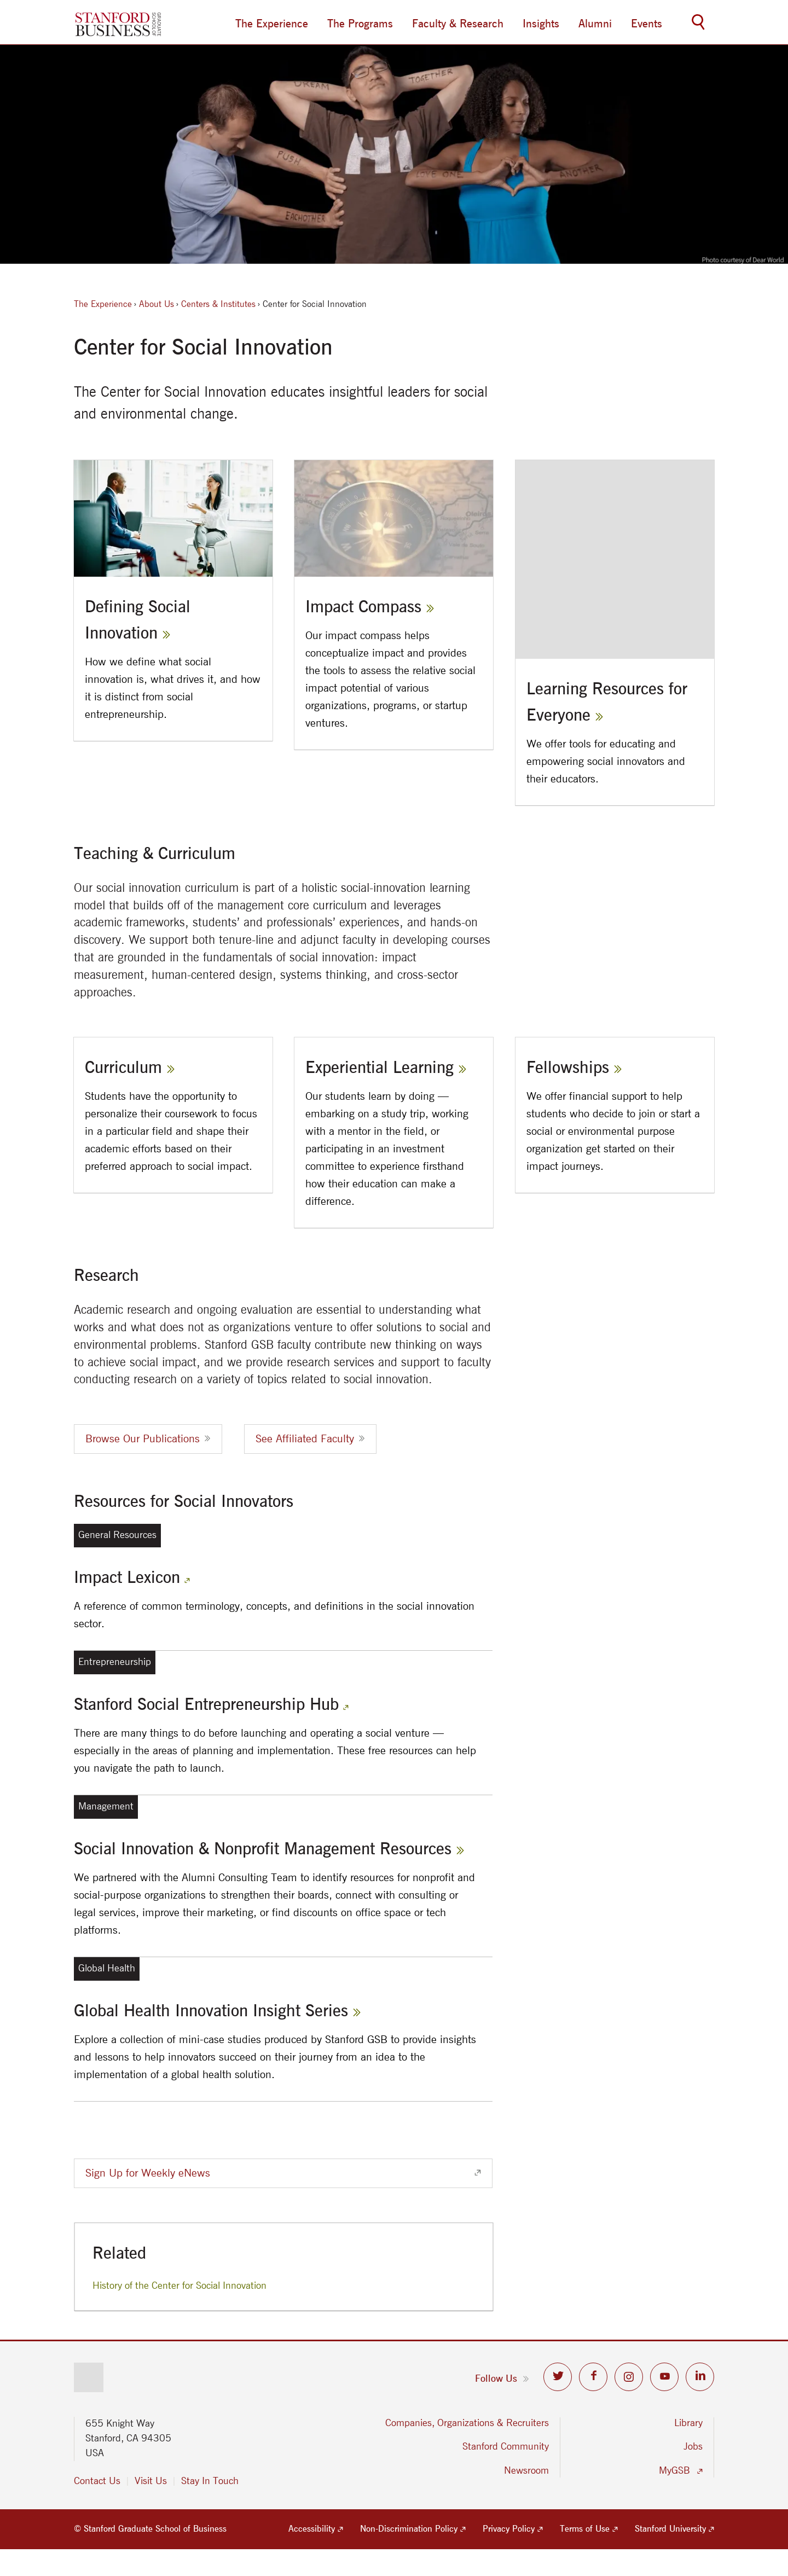 STANFORD
BUSINESS
GRADUATE
SCHOOL OF
The Experience
The Programs
Faculty & Research
Insights
Alumni
Events
DREAM
TOGETHER
PUSH
HI
LOVE ONE
ANOTHER
EACHOTHER
Photo courtesy of Dear World
The Experience › About Us › Centers & Institutes › Center for Social Innovation
Center for Social Innovation
The Center for Social Innovation educates insightful leaders for social
and environmental change.
Defining Social
Innovation »
How we define what social
innovation is, what drives it, and how
it is distinct from social
entrepreneurship.
Impact Compass »
Our impact compass helps
conceptualize impact and provides
the tools to assess the relative social
impact potential of various
organizations, programs, or startup
ventures.
Learning Resources for
Everyone »
We offer tools for educating and
empowering social innovators and
their educators.
Teaching & Curriculum
Our social innovation curriculum is part of a holistic social-innovation learning
model that builds off of the management core curriculum and leverages
academic frameworks, students’ and professionals’ experiences, and hands-on
discovery. We support both tenure-line and adjunct faculty in developing courses
that are grounded in the fundamentals of social innovation: impact
measurement, human-centered design, systems thinking, and cross-sector
approaches.
Curriculum »
Students have the opportunity to
personalize their coursework to focus
in a particular field and shape their
academic efforts based on their
preferred approach to social impact.
Experiential Learning »
Our students learn by doing —
embarking on a study trip, working
with a mentor in the field, or
participating in an investment
committee to experience firsthand
how their education can make a
difference.
Fellowships »
We offer financial support to help
students who decide to join or start a
social or environmental purpose
organization get started on their
impact journeys.
Research
Academic research and ongoing evaluation are essential to understanding what
works and what does not as organizations venture to offer solutions to social and
environmental problems. Stanford GSB faculty contribute new thinking on ways
to achieve social impact, and we provide research services and support to faculty
conducting research on a variety of topics related to social innovation.
Browse Our Publications »
See Affiliated Faculty »
Resources for Social Innovators
General Resources
Impact Lexicon
A reference of common terminology, concepts, and definitions in the social innovation
sector.
Entrepreneurship
Stanford Social Entrepreneurship Hub
There are many things to do before launching and operating a social venture —
especially in the areas of planning and implementation. These free resources can help
you navigate the path to launch.
Management
Social Innovation & Nonprofit Management Resources »
We partnered with the Alumni Consulting Team to identify resources for nonprofit and
social-purpose organizations to strengthen their boards, connect with consulting or
legal services, improve their marketing, or find discounts on office space or tech
platforms.
Global Health
Global Health Innovation Insight Series »
Explore a collection of mini-case studies produced by Stanford GSB to provide insights
and lessons to help innovators succeed on their journey from an idea to the
implementation of a global health solution.
Sign Up for Weekly eNews
Related
History of the Center for Social Innovation
Follow Us »
655 Knight Way
Stanford, CA 94305
USA
Contact Us | Visit Us | Stay In Touch
Companies, Organizations & Recruiters
Stanford Community
Newsroom
Library
Jobs
MyGSB
© Stanford Graduate School of Business
Accessibility
Non-Discrimination Policy
Privacy Policy
Terms of Use
Stanford University